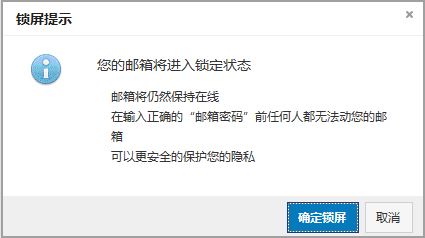 锁屏提示
您的邮箱将进入锁定状态
邮箱将仍然保持在线
在输入正确的“邮箱密码”前任何人都无法动您的邮
箱
可以更安全的保护您的隐私
确定锁屏
取消